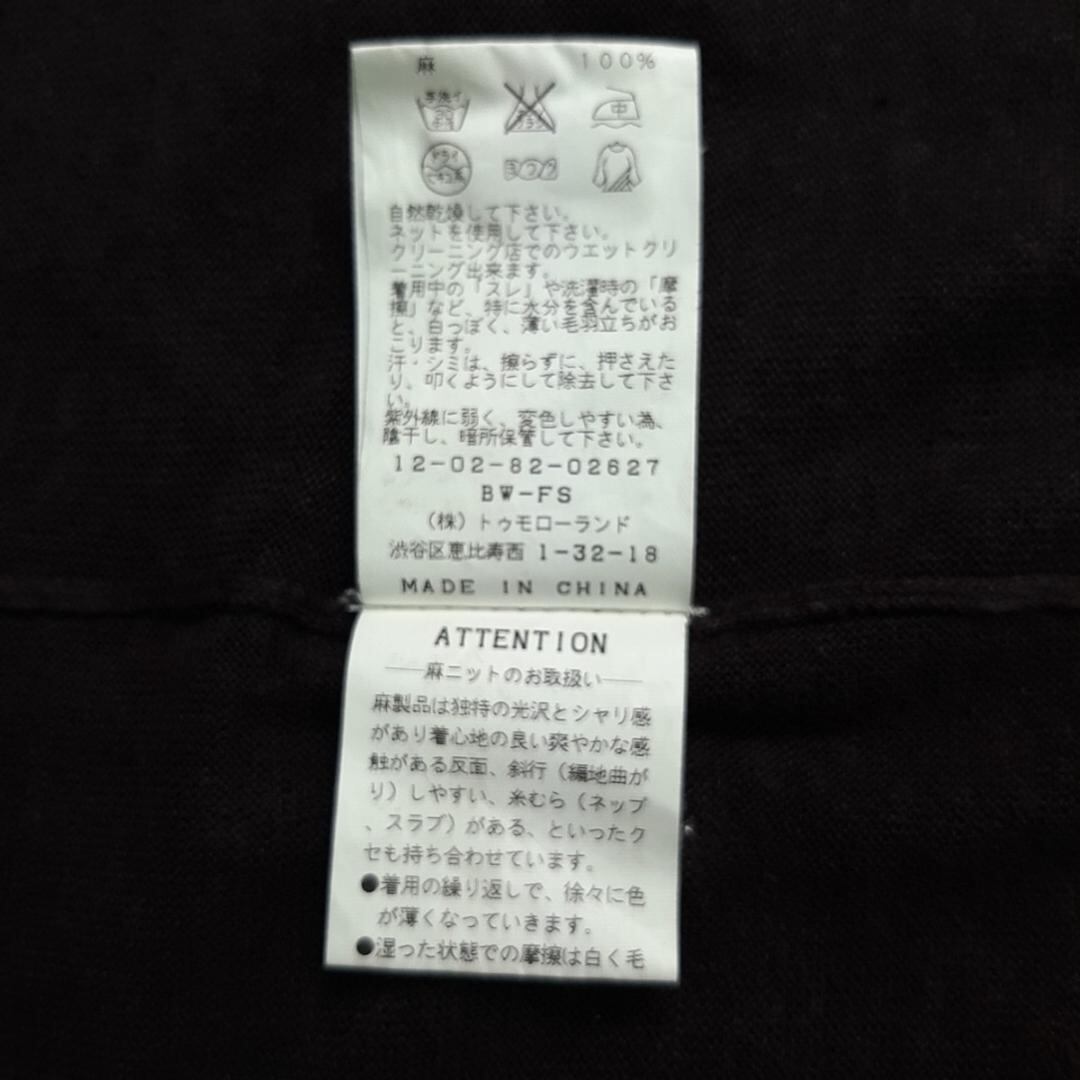 麻 100%
手洗イ
30
中
ドライ
セキユ系
自然乾燥して下さい。
ネットを使用して下さい。
クリーニング店でのウエットクリ
ーニング出来ます。
着用中の「スレ」や洗濯時の「摩
擦」など、特に水分を含んでいる
と、白っぽく、薄い毛羽立ちがお
こります。
汗・シミは、擦らずに、押さえた
り、叩くようにして除去して下さ
い。
紫外線に弱く、変色しやすい為、
陰干し、暗所保管して下さい。
12-02-82-02627
BW-FS
(株)トゥモローランド
渋谷区恵比寿西 1-32-18
MADE IN CHINA
ATTENTION
麻ニットのお取扱い
麻製品は独特の光沢とシャリ感
があり着心地の良い爽やかな感
触がある反面、斜行(編地曲が
り)しやすい、糸むら(ネップ
、スラブ)がある、といったク
セも持ち合わせています。
●着用の繰り返しで、徐々に色
が薄くなっていきます。
●湿った状態での摩擦は白く毛